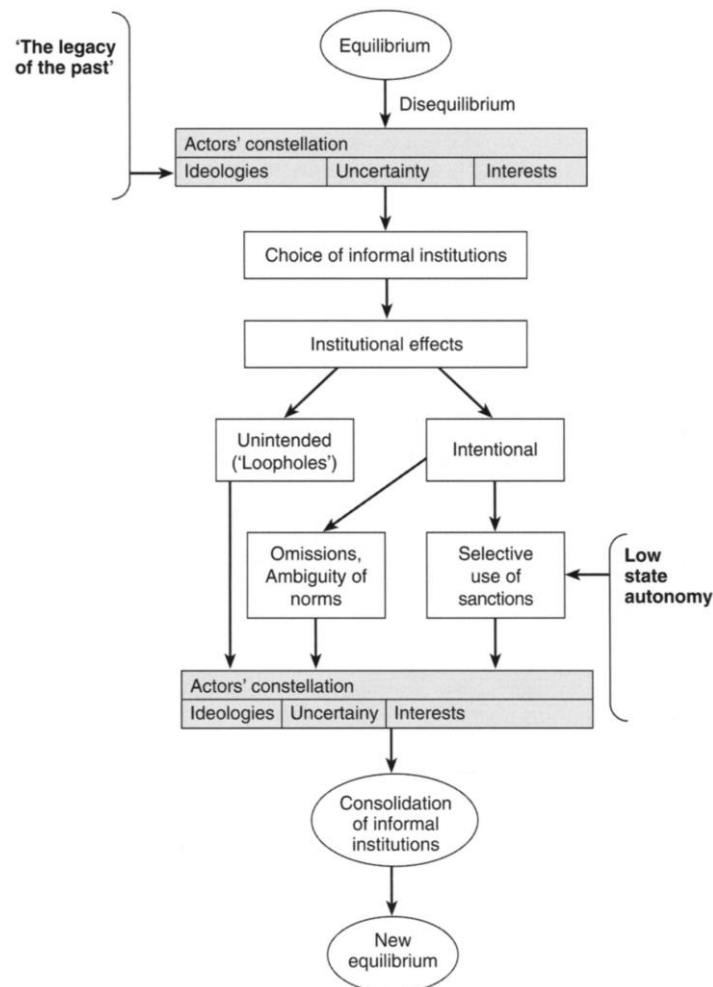 ‘The legacy
of the past’
Equilibrium
Disequilibrium
Actors’ constellation
Ideologies
Uncertainty
Interests
Choice of informal institutions
Institutional effects
Unintended
(‘Loopholes’)
Intentional
Omissions,
Ambiguity of
norms
Selective
use of
sanctions
Low
state
autonomy
Actors’ constellation
Ideologies
Uncertainy
Interests
Consolidation
of informal
institutions
New
equilibrium